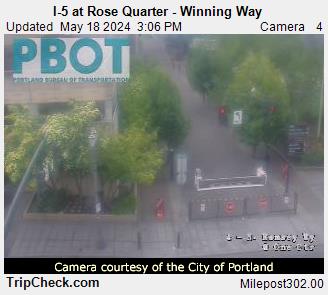 I-5 at Rose Quarter - Winning Way
Updated May 18 2024 3:06 PM Camera 4
PBOT
PORTLAND BUREAU OF TRANSPORTATION
Camera courtesy of the City of Portland
TripCheck.com Milepost302.00